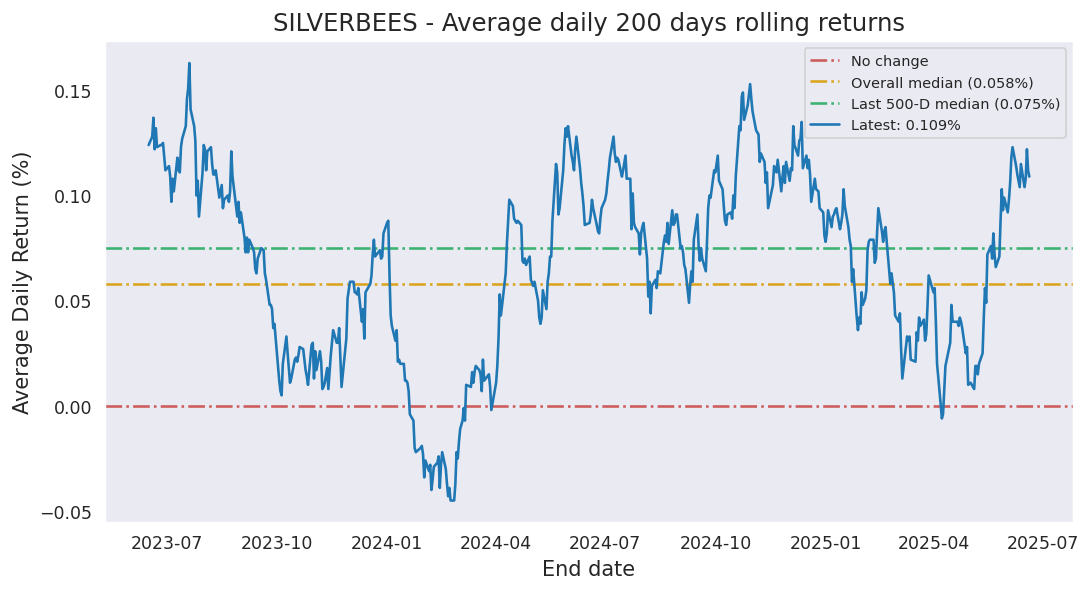 SILVERBEES - Average daily 200 days rolling returns
No change
Overall median (0.058%)
Last 500-D median (0.075%)
Latest: 0.109%
Average Daily Return (%)
0.15
0.10
0.05
0.00
−0.05
2023-07 2023-10 2024-01 2024-04 2024-07 2024-10 2025-01 2025-04 2025-07
End date